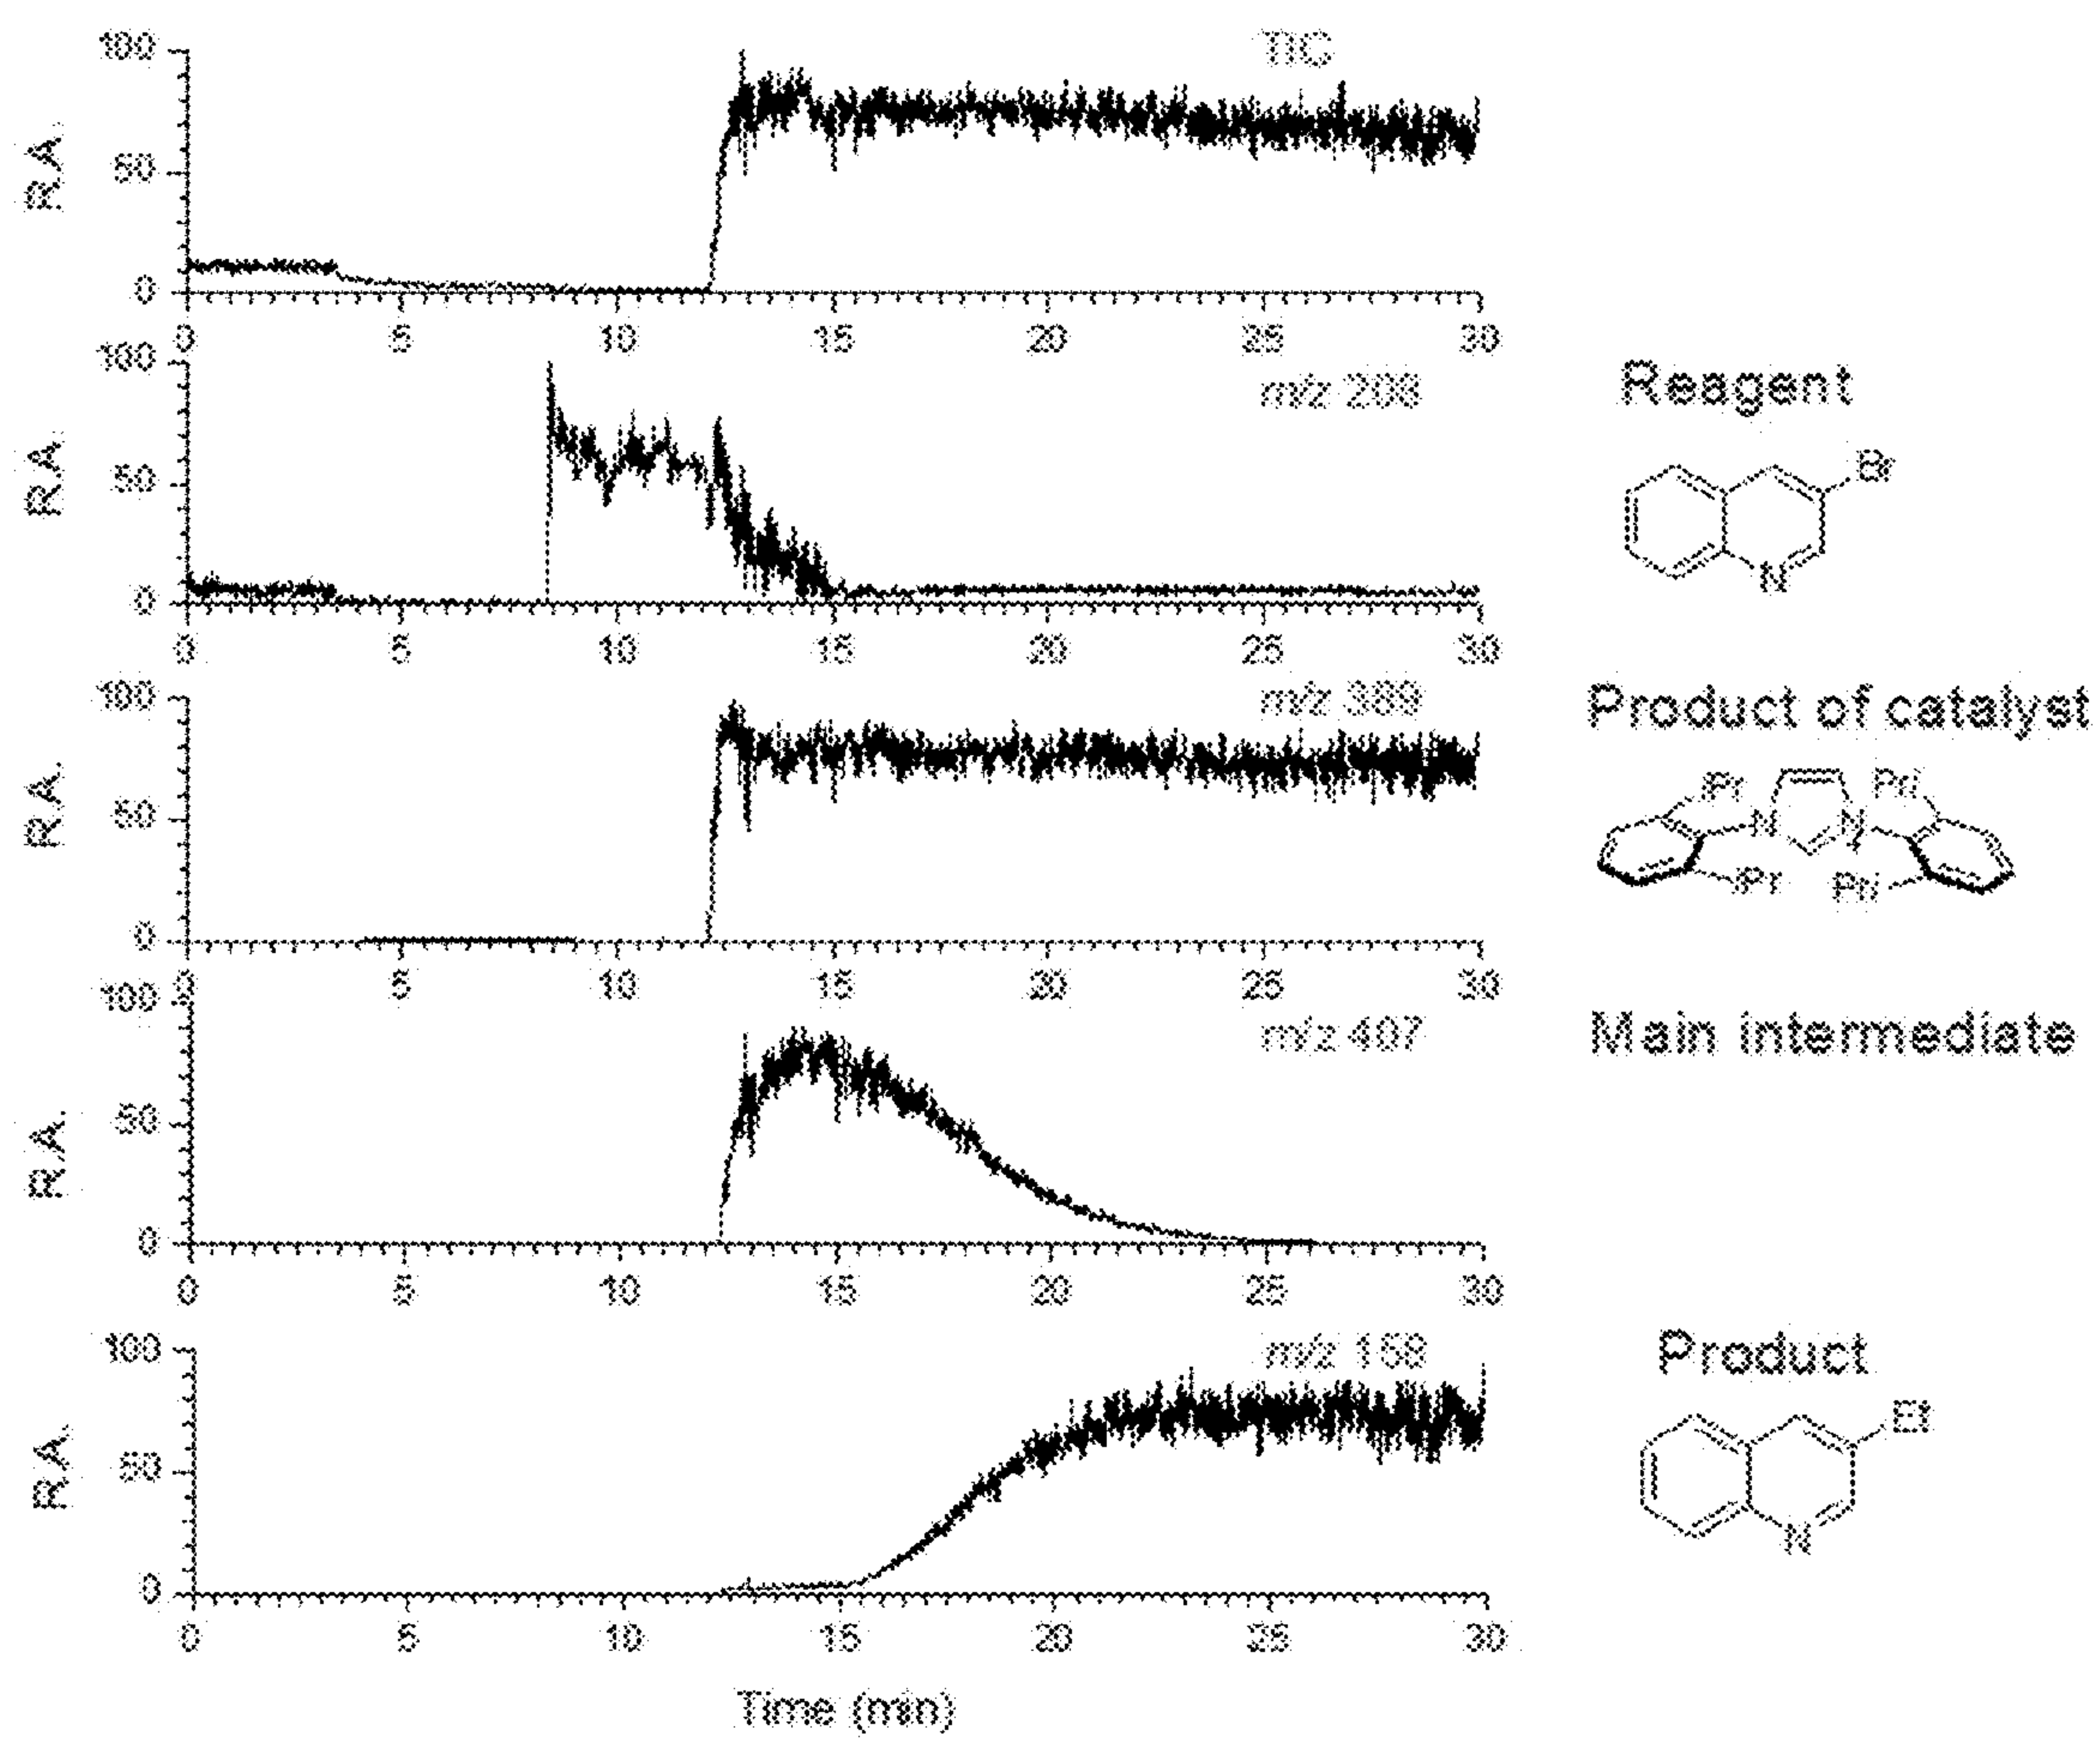 100
TIC
R.A.
50
0
0 5 10 15 20 25 30
100
m/z 208
Reagent
R.A.
50
Br
N
0
0 5 10 15 20 25 30
100
m/z 389
Product of catalyst
R.A.
50
iPr Pri
N N
+
iPr Pri
0
0 5 10 15 20 25 30
100
m/z 407
Main intermediate
R.A.
50
0
0 5 10 15 20 25 30
100
m/z 158
Product
R.A.
50
Et
N
0
0 5 10 15 20 25 30
Time (min)